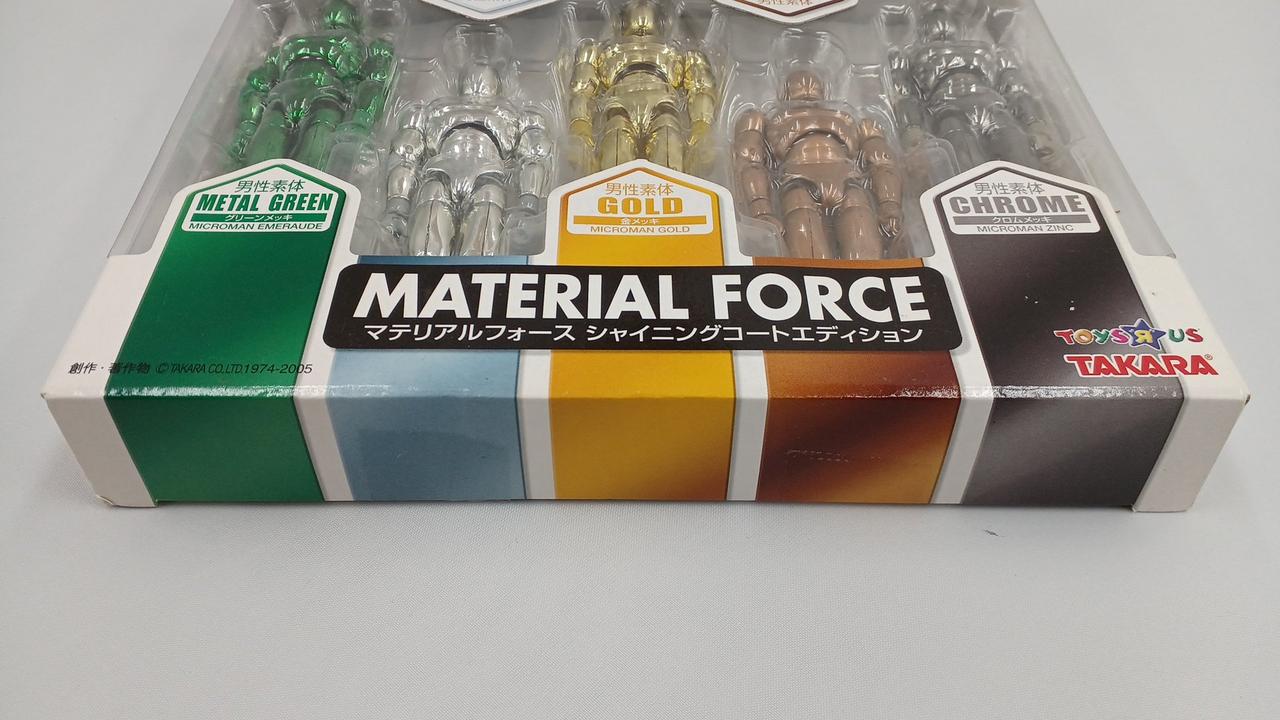 男性素体
男性素体
METAL GREEN
グリーンメッキ
MICROMAN EMERAUDE
男性素体
GOLD
金メッキ
MICROMAN GOLD
男性素体
CHROME
クロムメッキ
MICROMAN ZINC
MATERIAL FORCE
マテリアルフォース シャイニングコートエディション
TOYS"R"US
TAKARA®
創作・著作物 ©TAKARA CO.,LTD.1974-2005